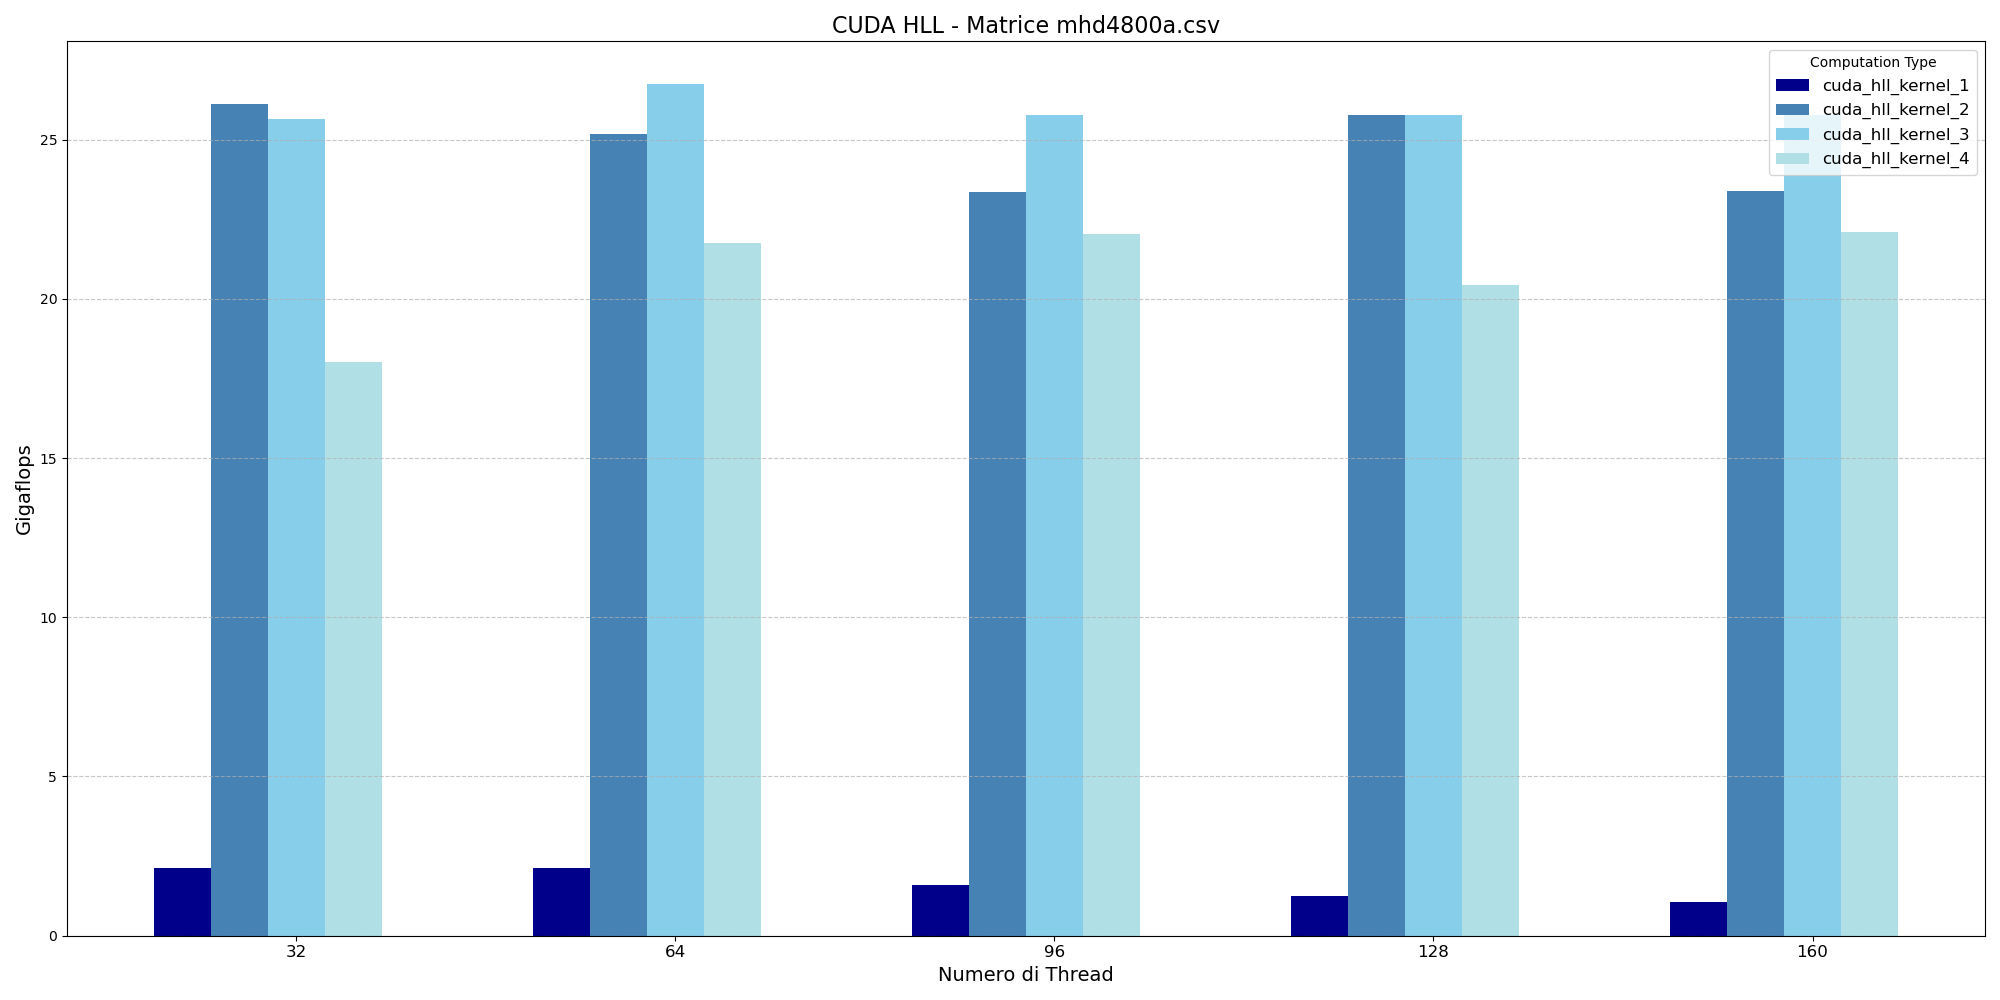 CUDA HLL - Matrice mhd4800a.csv
Computation Type
cuda_hll_kernel_1
cuda_hll_kernel_2
cuda_hll_kernel_3
cuda_hll_kernel_4
Gigaflops
25
20
15
10
5
0
32 64 96 128 160
Numero di Thread